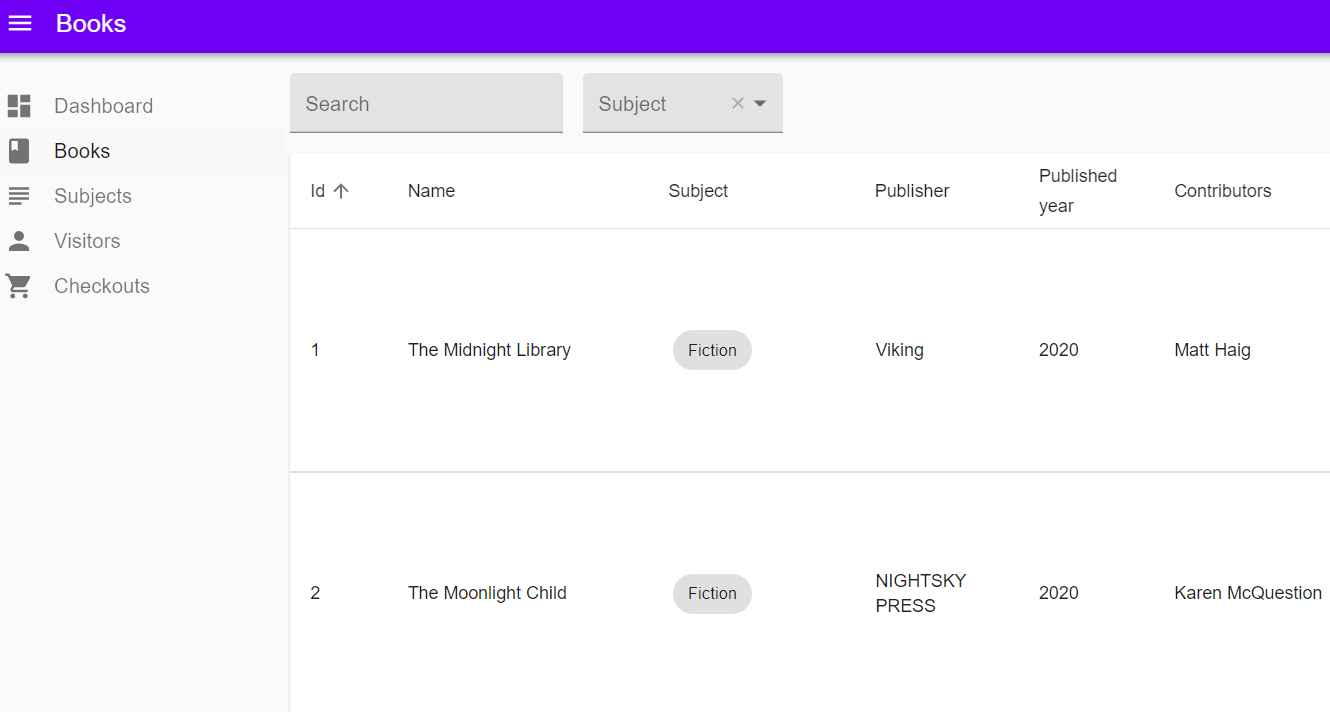 Books
Dashboard
Books
Subjects
Visitors
Checkouts
Search
Subject
Id Name Subject Publisher Published year Contributors
1 The Midnight Library Fiction Viking 2020 Matt Haig
2 The Moonlight Child Fiction NIGHTSKY PRESS 2020 Karen McQuestion